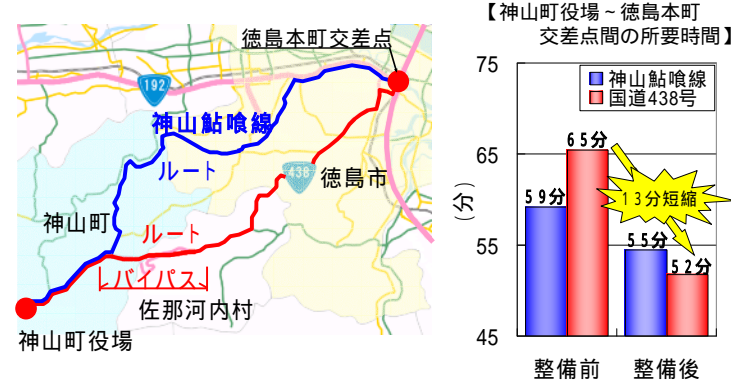 徳島本町交差点
192
神山鮎喰線
ルート
438
徳島市
神山町
ルート
バイパス
佐那河内村
神山町役場
【神山町役場~徳島本町
交差点間の所要時間】
75
神山鮎喰線
国道438号
65分
65
13分短縮
59分
(分)
55分
52分
55
45
整備前 整備後